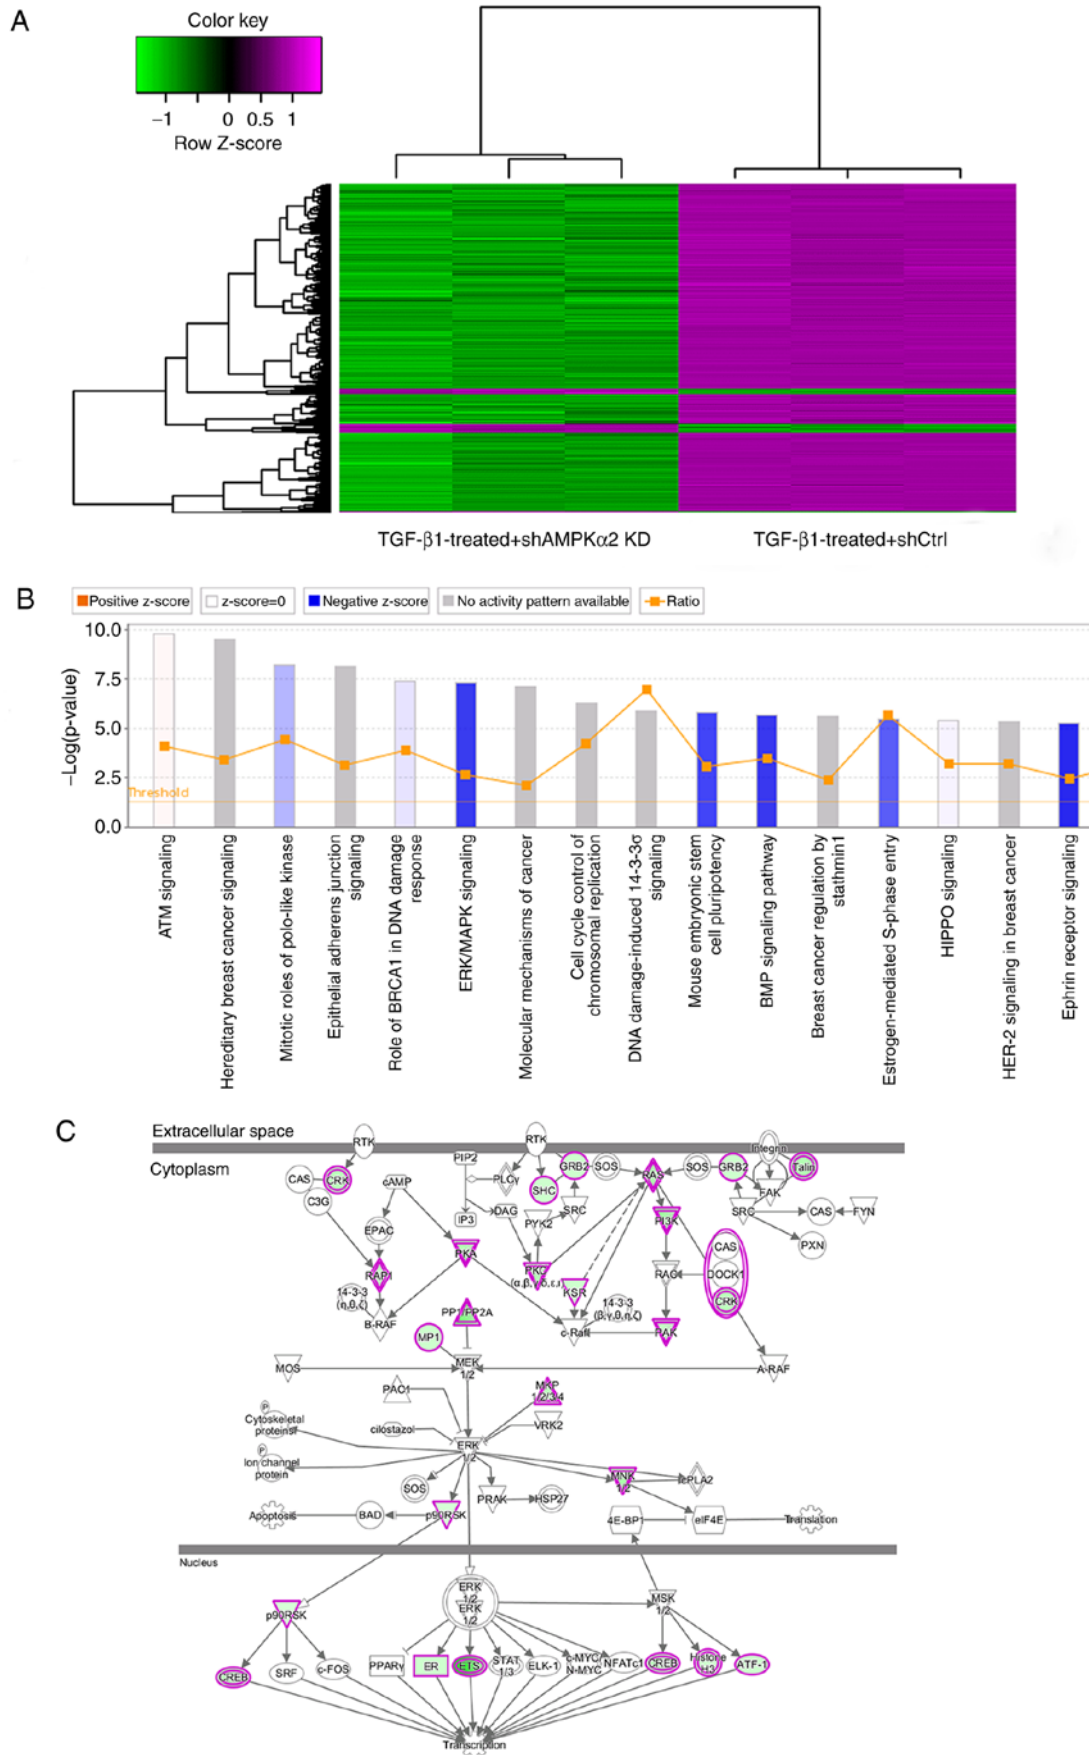 A
Color key
−1 0 0.5 1
Row Z-score
TGF-β1-treated+shAMPKα2 KD
TGF-β1-treated+shCtrl
B
Positive z-score
z-score=0
Negative z-score
No activity pattern available
Ratio
−Log(p-value)
10.0
7.5
5.0
2.5
0.0
Threshold
ATM signaling
Hereditary breast cancer signaling
Mitotic roles of polo-like kinase
Epithelial adherens junction
signaling
Role of BRCA1 in DNA damage
response
ERK/MAPK signaling
Molecular mechanisms of cancer
Cell cycle control of
chromosomal replication
DNA damage-induced 14-3-3σ
signaling
Mouse embryonic stem
cell pluripotency
BMP signaling pathway
Breast cancer regulation by
stathmin1
Estrogen-mediated S-phase entry
HIPPO signaling
HER-2 signaling in breast cancer
Ephrin receptor signaling
C
Extracellular space
Cytoplasm
RTK
RTK
Integrin
CAS
CRK
C3G
cAMP
PIP2
PLCγ
IP3
DAG
SHC
GRB2
SOS
RAS
SOS
GRB2
Talin
FAK
SRC
CAS
FYN
PXN
EPAC
PYK2
SRC
PI3K
RAP1
PKA
PKC
(α,β,γ,δ,ε,ι)
KSR
RAC
CAS
DOCK1
CRK
14-3-3
(η,θ,ζ)
B-RAF
PP1/PP2A
14-3-3
(β,γ,θ,η,ζ)
c-Raf
PAK
MP1
MOS
MEK
1/2
A-RAF
PAC1
MKP
1/2/3/4
Cytoskeletal
proteins
P
cilostazol
VRK2
ERK
1/2
P
Ion channel
protein
SOS
PRAK
HSP27
MNK
1/2
cPLA2
Apoptosis
BAD
p90RSK
4E-BP1
eIF4E
Translation
Nucleus
p90RSK
ERK
1/2
ERK
1/2
MSK
1/2
CREB
SRF
c-FOS
PPARγ
ER
ETS
STAT
1/3
ELK-1
c-MYC
N-MYC
NFATc1
CREB
Histone
H3
ATF-1
Transcription